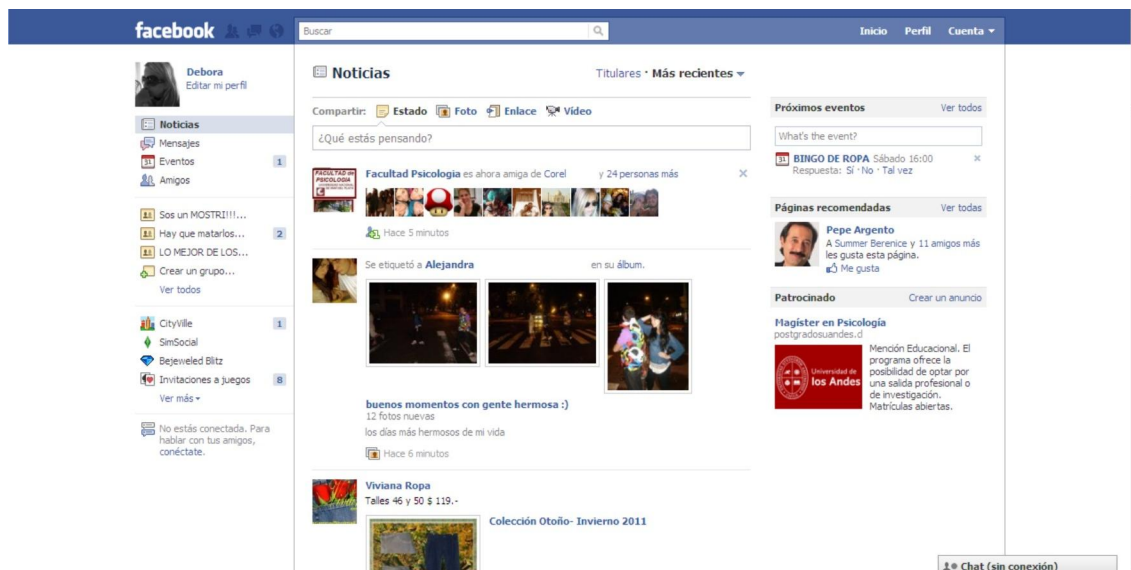 facebook
Buscar
Inicio Perfil Cuenta
Debora
Editar mi perfil
Noticias
Mensajes
Eventos 1
Amigos
Sos un MOSTRI!!!...
Hay que matarlos... 2
LO MEJOR DE LOS...
Crear un grupo...
Ver todos
CityVille 1
SimSocial
Bejeweled Blitz
Invitaciones a juegos 8
Ver más
No estás conectada. Para
hablar con tus amigos,
conéctate.
Noticias
Titulares · Más recientes
Compartir: Estado Foto Enlace Vídeo
¿Qué estás pensando?
FACULTAD de
PSICOLOGIA
Facultad Psicologia es ahora amiga de Corel y 24 personas más
Hace 5 minutos
Se etiquetó a Alejandra en su álbum.
buenos momentos con gente hermosa :)
12 fotos nuevas
los días más hermosos de mi vida
Hace 6 minutos
Viviana Ropa
Talles 46 y 50 $ 119.-
Colección Otoño- Invierno 2011
Próximos eventos Ver todos
What's the event?
31 BINGO DE ROPA Sábado 16:00
Respuesta: Sí · No · Tal vez
Páginas recomendadas Ver todas
Pepe Argento
A Summer Berenice y 11 amigos más
les gusta esta página.
Me gusta
Patrocinado Crear un anuncio
Magíster en Psicología
postgradosuandes.cl
Universidad de
los Andes
Mención Educacional. El
programa ofrece la
posibilidad de optar por
una salida profesional o
de investigación.
Matrículas abiertas.
Chat (sin conexión)